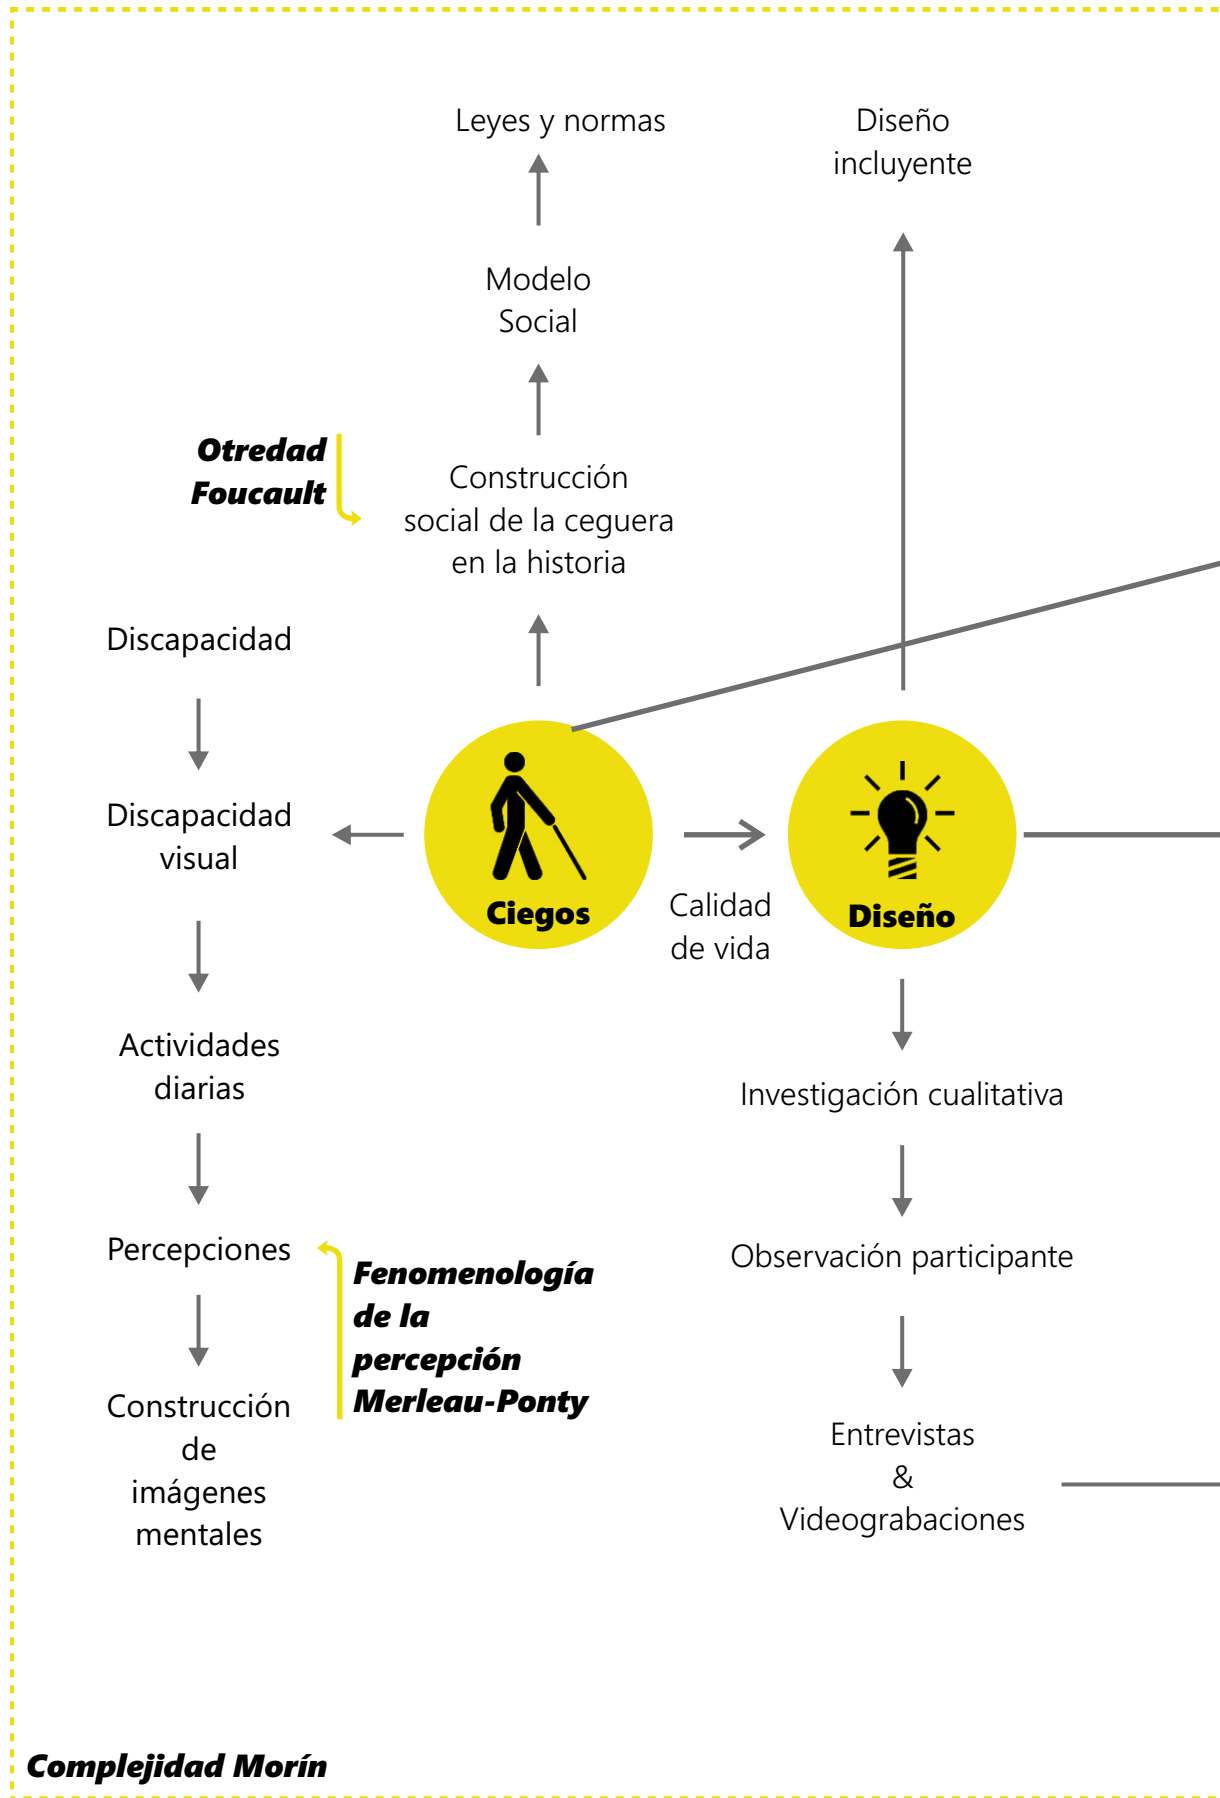 Leyes y normas
Diseño
incluyente
Modelo
Social
Otredad
Foucault
Construcción
social de la ceguera
en la historia
Discapacidad
Discapacidad
visual
Ciegos
Calidad
de vida
Diseño
Actividades
diarias
Investigación cualitativa
Percepciones
Fenomenología
de la
percepción
Merleau-Ponty
Observación participante
Construcción
de
imágenes
mentales
Entrevistas
&
Videograbaciones
Complejidad Morín